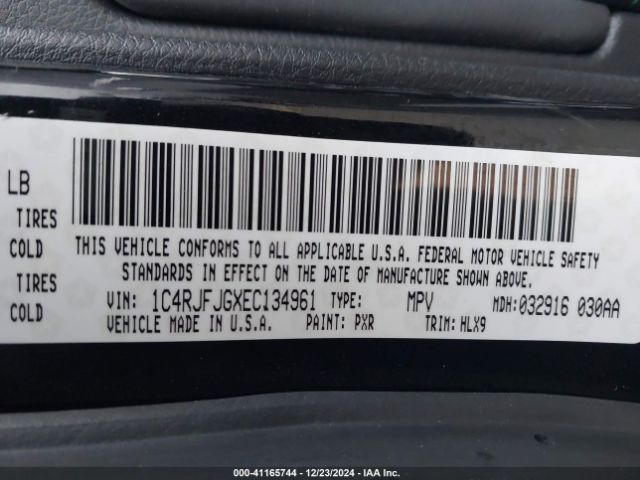 LB
TIRES
COLD
TIRES
COLD
THIS VEHICLE CONFORMS TO ALL APPLICABLE U.S.A. FEDERAL MOTOR VEHICLE SAFETY
STANDARDS IN EFFECT ON THE DATE OF MANUFACTURE SHOWN ABOVE.
VIN: 1C4RJFJGXEC134961 TYPE: MPV MDH:032916 030AA
VEHICLE MADE IN U.S.A. PAINT: PXR TRIM: HLX9
000-41165744 - 12/23/2024 - IAAI Inc.